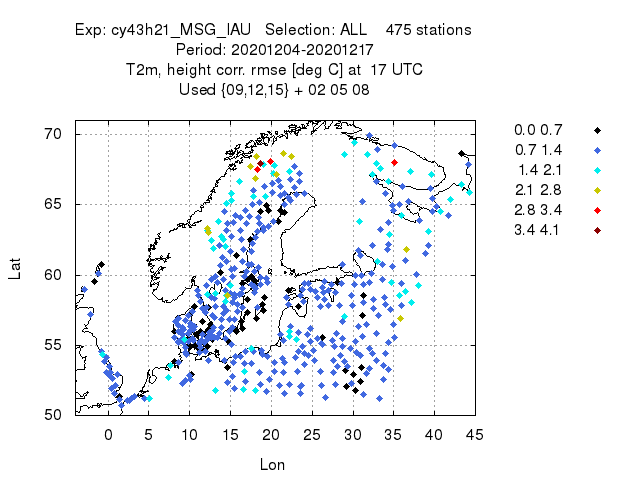 Exp: cy43h21_MSG_IAU   Selection: ALL    475 stations
Period: 20201204-20201217
T2m, height corr. rmse [deg C] at  17 UTC
Used {09,12,15} + 02 05 08
70
65
60
55
50
Lat
0 5 10 15 20 25 30 35 40 45
Lon
0.0 0.7
0.7 1.4
1.4 2.1
2.1 2.8
2.8 3.4
3.4 4.1